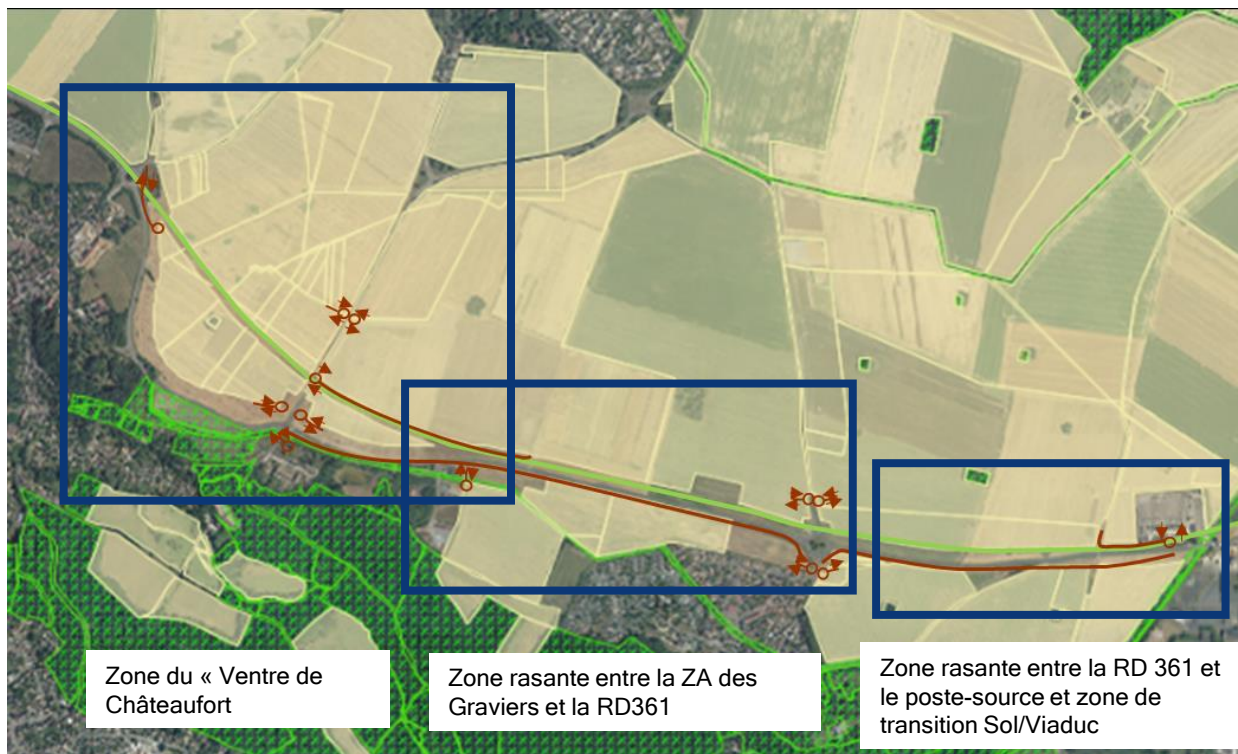 Zone du « Ventre de
Châteaufort
Zone rasante entre la ZA des
Graviers et la RD361
Zone rasante entre la RD 361 et
le poste-source et zone de
transition Sol/Viaduc